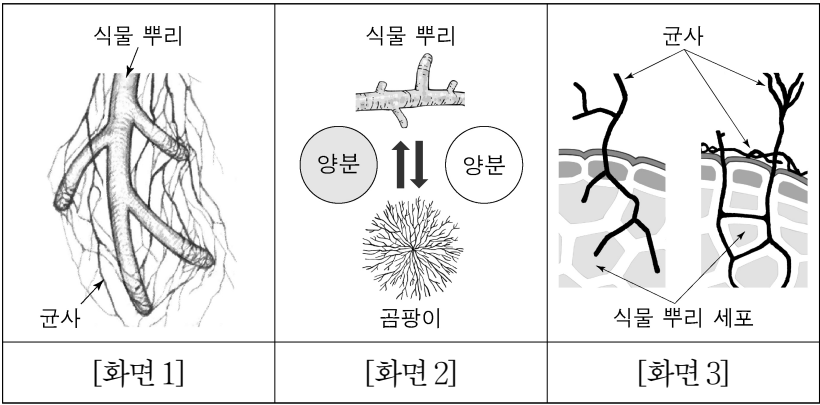 식물 뿌리
균사
[화면 1]
식물 뿌리
양분
양분
곰팡이
[화면 2]
균사
식물 뿌리 세포
[화면 3]